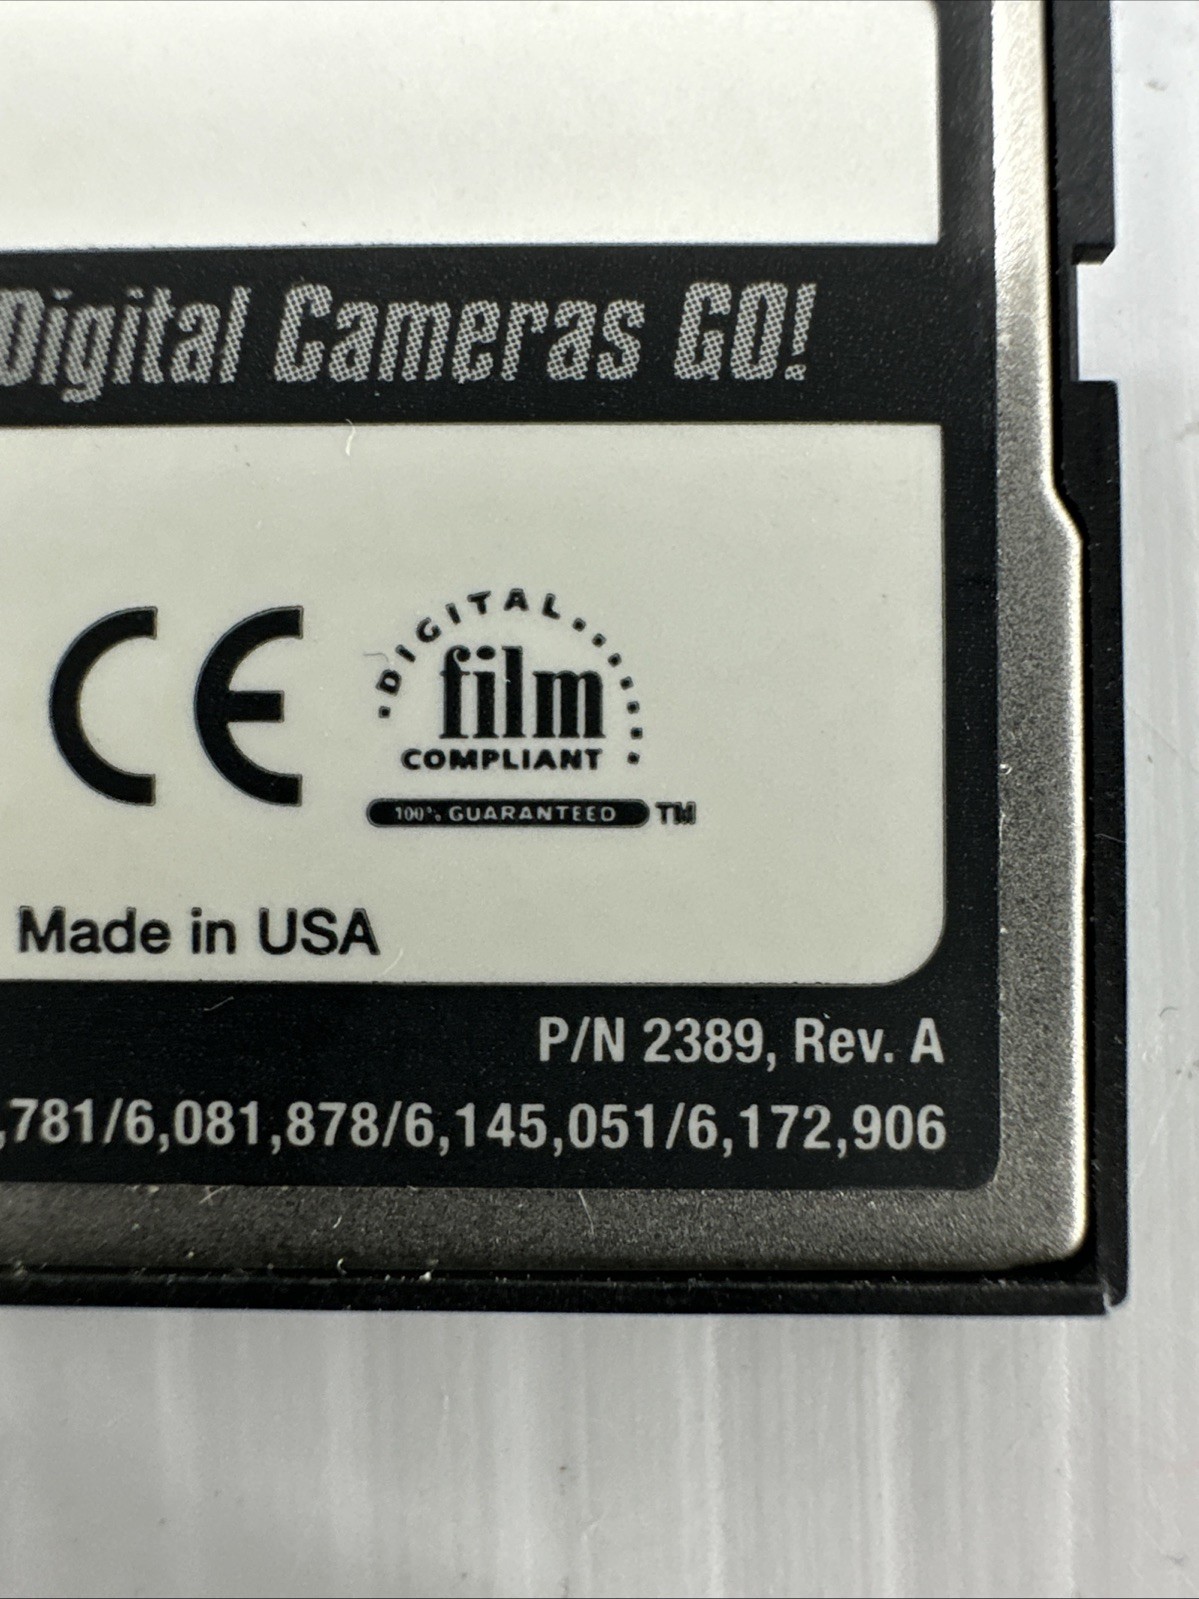 Digital Cameras GO!
CE
DIGITAL
film
COMPLIANT
100% GUARANTEED TM
Made in USA
P/N 2389, Rev. A
,781/6,081,878/6,145,051/6,172,906